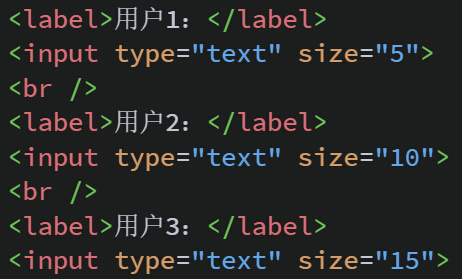 <label>用户1：</label>
<input type="text" size="5">
<br />
<label>用户2：</label>
<input type="text" size="10">
<br />
<label>用户3：</label>
<input type="text" size="15">